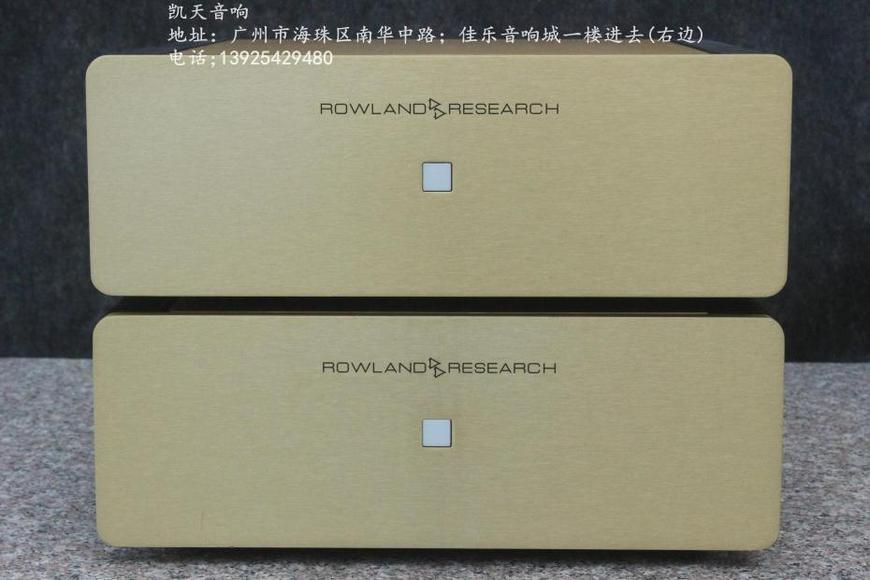 凯天音响
地址：广州市海珠区南华中路；佳乐音响城一楼进去(右边)
电话;13925429480
ROWLAND RESEARCH
ROWLAND RESEARCH